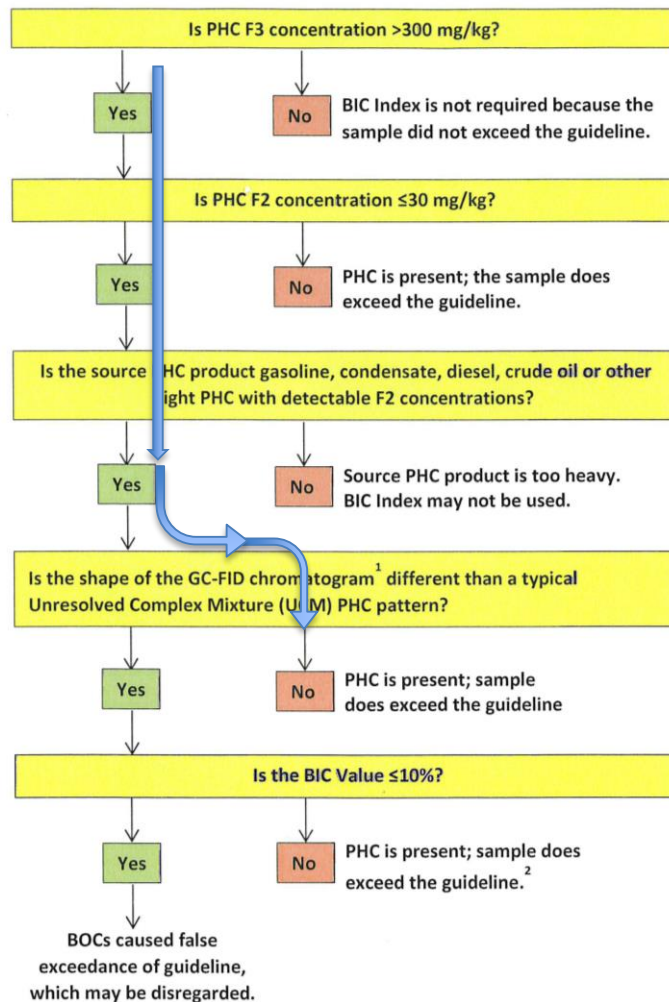 Is PHC F3 concentration >300 mg/kg?
Yes
No
BIC Index is not required because the
sample did not exceed the guideline.
Is PHC F2 concentration ≤30 mg/kg?
Yes
No
PHC is present; the sample does
exceed the guideline.
Is the source HC product gasoline, condensate, diesel, crude oil or other
ight PHC with detectable F2 concentrations?
Yes
No
Source PHC product is too heavy.
BIC Index may not be used.
Is the shape of the GC-FID chromatogram¹ different than a typical
Unresolved Complex Mixture (UCM) PHC pattern?
Yes
No
PHC is present; sample
does exceed the guideline
Is the BIC Value ≤10%?
Yes
No
PHC is present; sample does
exceed the guideline.²
BOCs caused false
exceedance of guideline,
which may be disregarded.